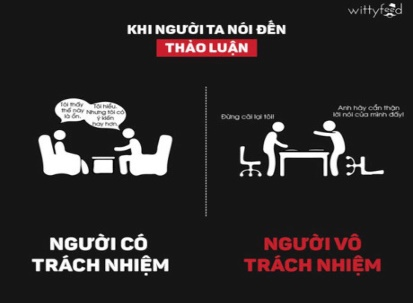 wittyfeed
KHI NGƯỜI TA NÓI ĐẾN
THẢO LUẬN
Tôi thấy
thế này
là ổn.
Tôi hiểu.
Nhưng tôi có
ý kiến
hay hơn.
Đừng cãi lại tôi!
Anh hãy cẩn thận
lời nói của mình đấy!
NGƯỜI CÓ
TRÁCH NHIỆM
NGƯỜI VÔ
TRÁCH NHIỆM